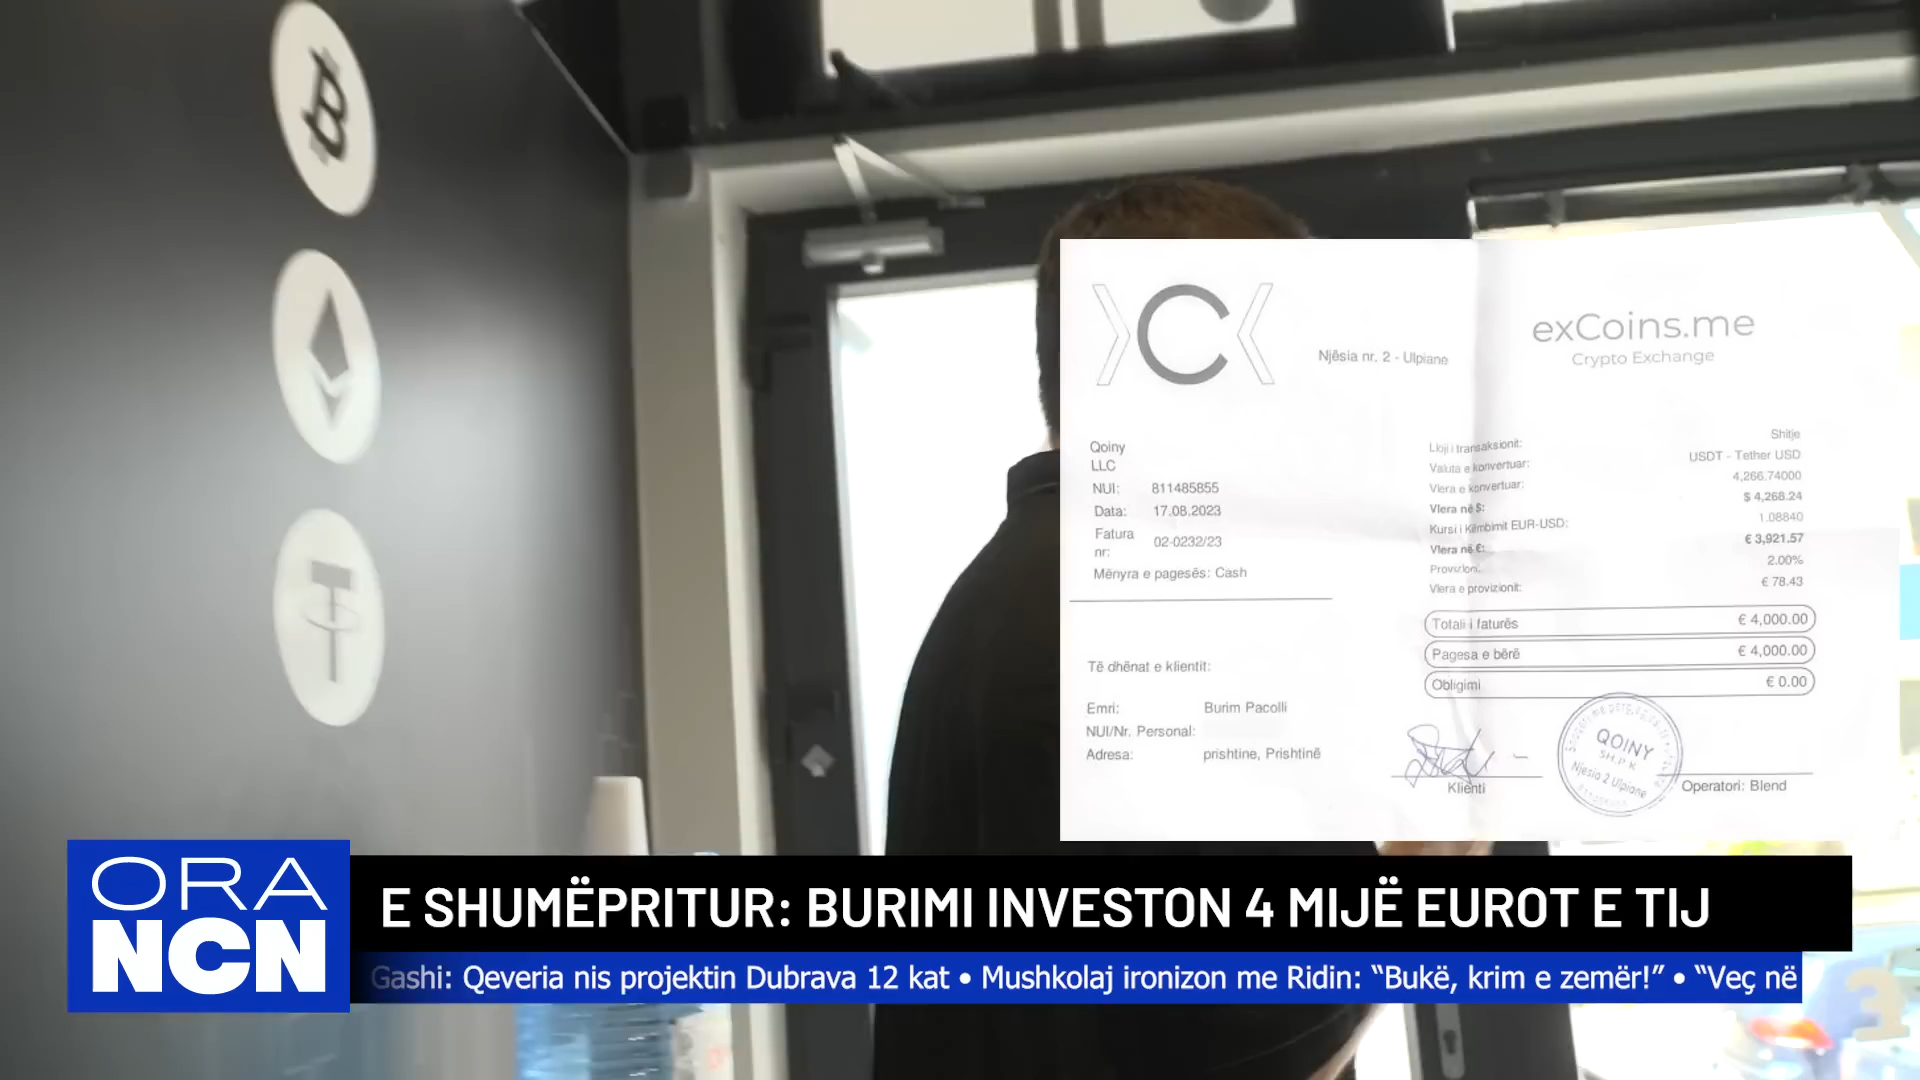 exCoins.me
Crypto Exchange
Njësia nr. 2 - Ulpiane
Qoiny
LLC
NUI: 811485855
Data: 17.08.2023
Fatura
nr: 02-0232/23
Mënyra e pagesës: Cash
Lloji i transaksionit: Shitje
Valuta e konvertuar: USDT - Tether USD
Vlera e konvertuar: 4,266.74000
Vlera në $: $ 4,268.24
Kursi i Këmbimit EUR-USD: 1.08840
Vlera në €: € 3,921.57
Provizion: 2.00%
Vlera e provizionit: € 78.43
Totali i faturës € 4,000.00
Pagesa e bërë € 4,000.00
Obligimi € 0.00
Të dhënat e klientit:
Emri: Burim Pacolli
NUI/Nr. Personal:
Adresa: prishtine, Prishtinë
Klienti
QOINY
SH.P.K
Njesia 2 Ulpiane
Operatori: Blend
ORA
NCN
E SHUMËPRITUR: BURIMI INVESTON 4 MIJË EUROT E TIJ
Gashi: Qeveria nis projektin Dubrava 12 kat • Mushkolaj ironizon me Ridin: “Bukë, krim e zemër!” • “Veç në